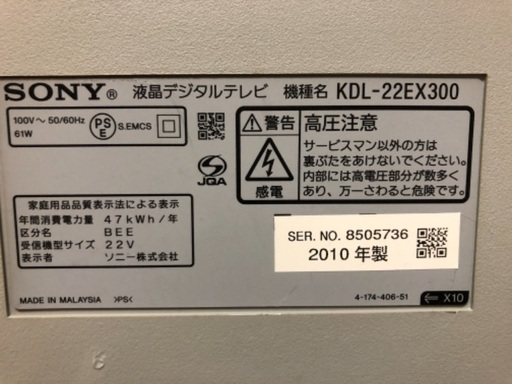 SONY® 液晶デジタルテレビ 機種名 KDL-22EX300
100V～50/60Hz
61W
PS
E
S.EMCS
JQA
警告 高圧注意
感電
サービスマン以外の方は
裏ぶたをあけないでください。
内部には高電圧部分が数多く
あり、万一さわると危険です。
家庭用品品質表示法による表示
年間消費電力量 47kWh/年
区分名 BEE
受信機型サイズ 22V
表示者 ソニー株式会社
SER. NO. 8505736
2010 年製
MADE IN MALAYSIA >PS<
4-174-406-51
X10